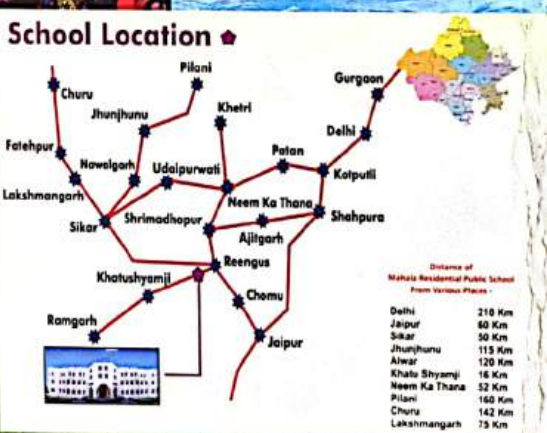 School Location
Pilani
Gurgaon
Churu
Khetri
Jhunjhunu
Delhi
Patan
Fatehpur
Nawalgarh
Udaipurwati
Kotputli
Lakshmangarh
Neem Ka Thana
Shrimadhopur
Shahpura
Sikar
Ajitgarh
Reengus
Khatushyamji
Chomu
Ramgarh
Jaipur
Distance of
Mahala Residential Public School
From Various Places -
Delhi 210 Km
Jaipur 60 Km
Sikar 50 Km
Jhunjhunu 115 Km
Alwar 120 Km
Khatu Shyamji 16 Km
Neem Ka Thana 52 Km
Pilani 160 Km
Churu 142 Km
Lakshmangarh 75 Km